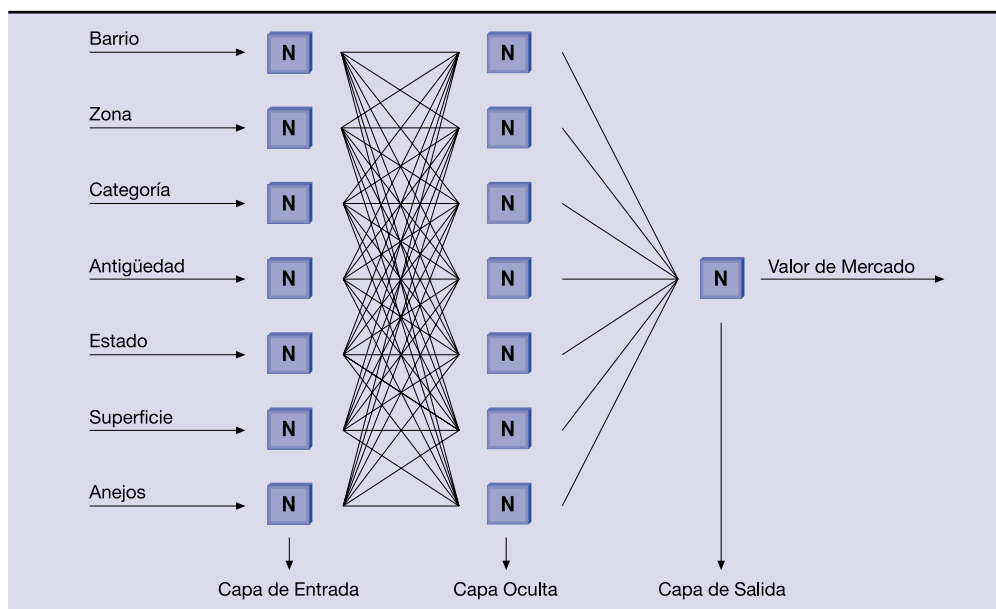 Barrio
N
N
Zona
N
N
Categoría
N
N
Antigüedad
N
N
N
Valor de Mercado
Estado
N
N
Superficie
N
N
Anejos
N
N
Capa de Entrada
Capa Oculta
Capa de Salida